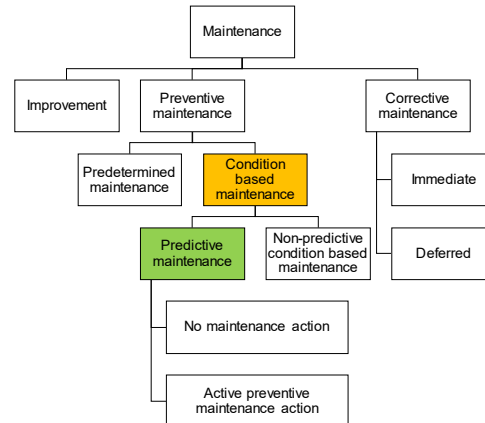 Maintenance
Improvement
Preventive
maintenance
Corrective
maintenance
Predetermined
maintenance
Condition
based
maintenance
Immediate
Predictive
maintenance
Non-predictive
condition based
maintenance
Deferred
No maintenance action
Active preventive
maintenance action